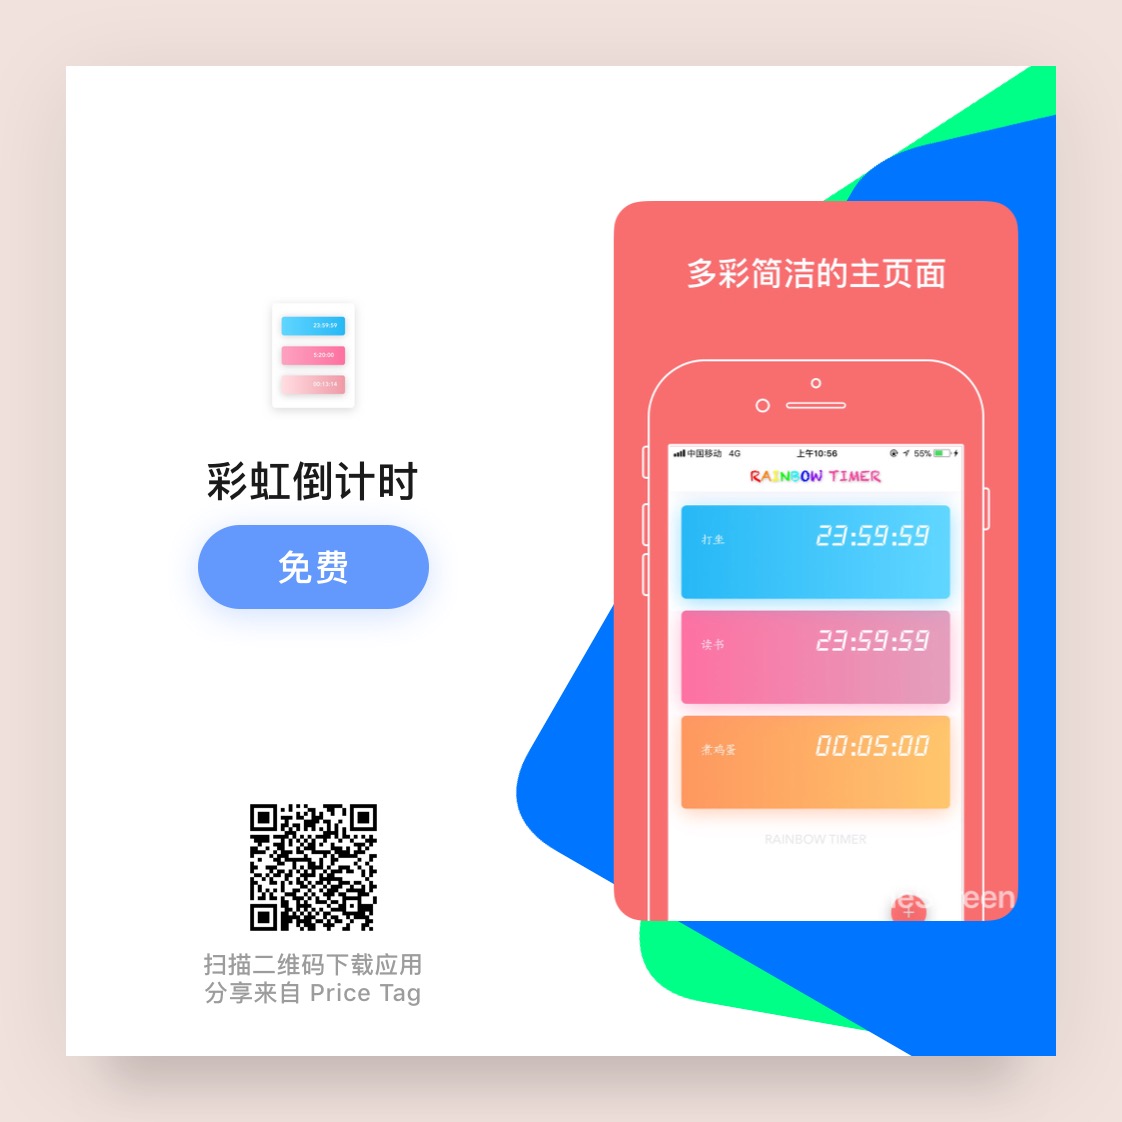 23:59:59
0:20:00
00:13:14
彩虹倒计时
免费
扫描二维码下载应用
分享来自 Price Tag
多彩简洁的主页面
中国移动 4G 上午10:56 55%
RAINBOW TIMER
打坐 23:59:59
读书 23:59:59
煮鸡蛋 00:05:00
RAINBOW TIMER
+